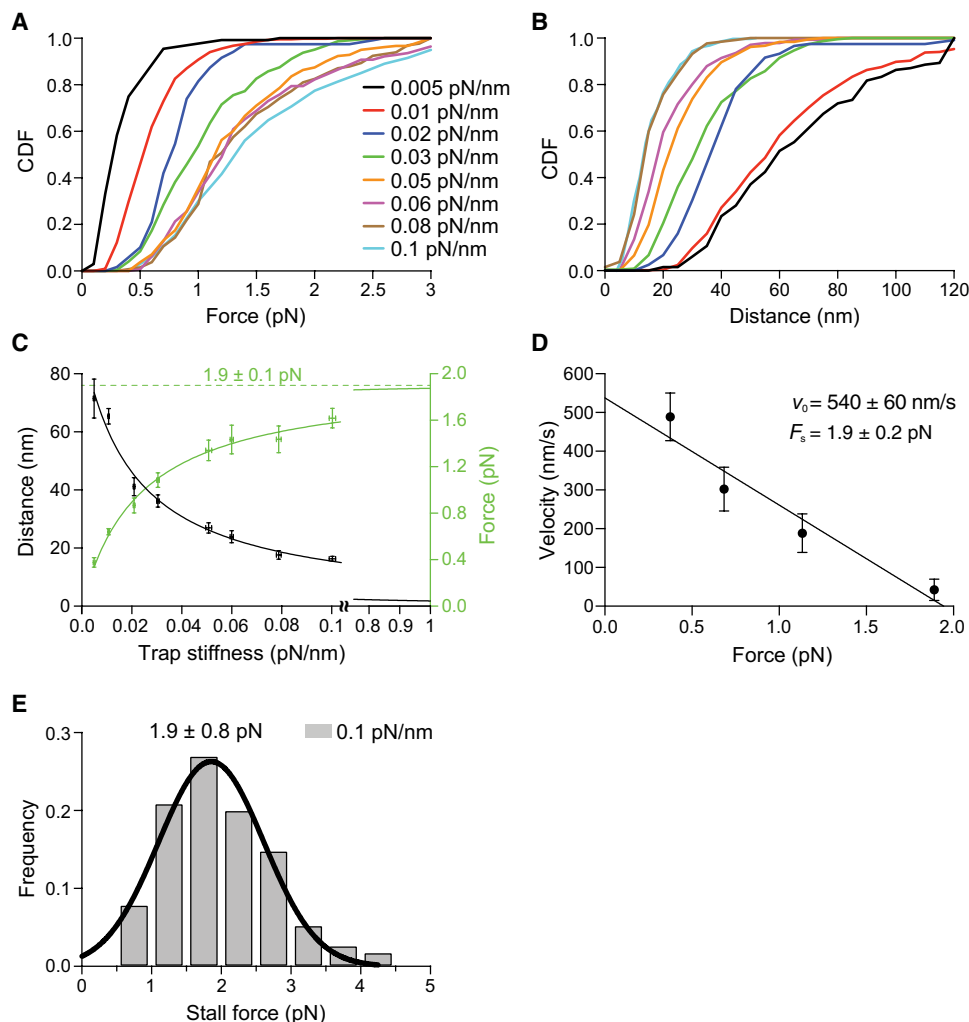 A
CDF
1.0
0.8
0.6
0.4
0.2
0.0
0
0.5
1
1.5
2
2.5
3
Force (pN)
0.005 pN/nm
0.01 pN/nm
0.02 pN/nm
0.03 pN/nm
0.05 pN/nm
0.06 pN/nm
0.08 pN/nm
0.1 pN/nm
B
CDF
1.0
0.8
0.6
0.4
0.2
0.0
0
20
40
60
80
100
120
Distance (nm)
C
Distance (nm)
80
60
40
20
0
1.9 ± 0.1 pN
2.0
1.6
1.2
0.8
0.4
0.0
Force (pN)
0.0
0.02
0.04
0.06
0.08
0.1
0.8
0.9
1
Trap stiffness (pN/nm)
D
Velocity (nm/s)
600
500
400
300
200
100
0
v₀ = 540 ± 60 nm/s
Fₛ = 1.9 ± 0.2 pN
0.0
0.5
1.0
1.5
2.0
Force (pN)
E
Frequency
0.3
0.2
0.1
0.0
1.9 ± 0.8 pN
0.1 pN/nm
0
1
2
3
4
5
Stall force (pN)